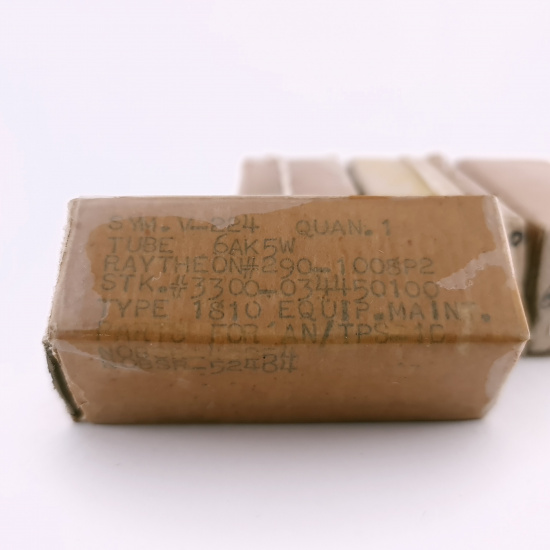 SYM. V-224 QUAN. 1
TUBE 6AK5W
RAYTHEON# 290-1008P2
STK.#3300-034450100
TYPE 1810 EQUIP.MAINT.
PARTS FOR AN/TPS-1D